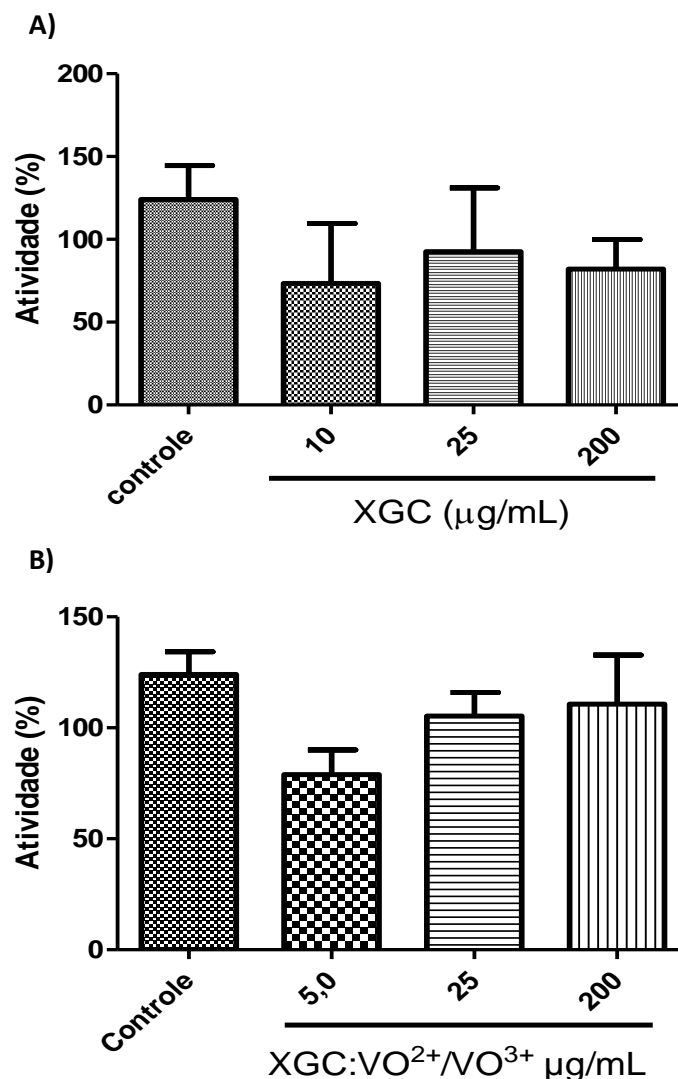 A)
Atividade (%)
200
150
100
50
0
controle
10
25
200
XGC (µg/mL)
B)
Atividade (%)
150
100
50
0
Controle
5,0
25
200
XGC:VO²⁺/VO³⁺ µg/mL